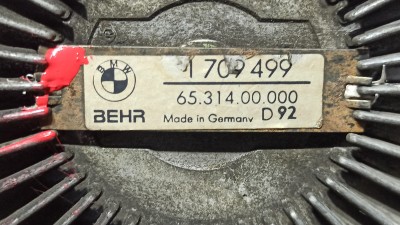 BMW
1 709 499
65.314.00.000
BEHR
Made in Germany D 92